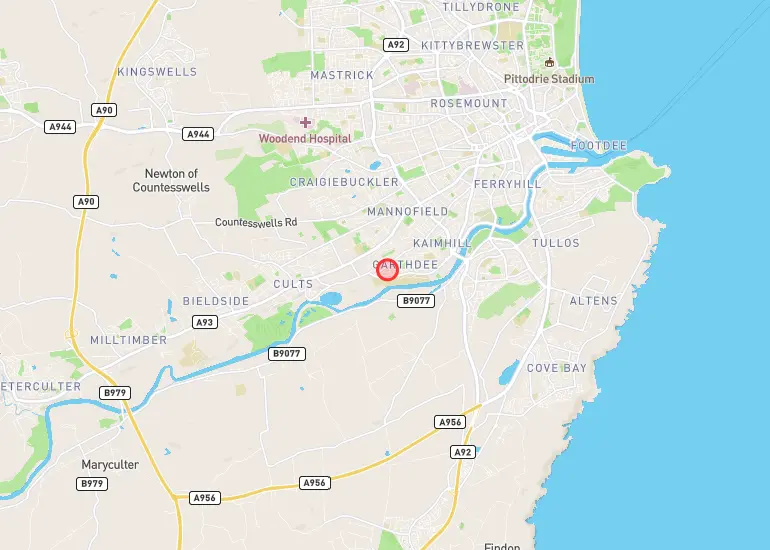 TILLYDRONE
A92
KITTYBREWSTER
KINGSWELLS
MASTRICK
Pittodrie Stadium
A90
ROSEMOUNT
A944
A944
Woodend Hospital
FOOTDEE
Newton of
Countesswells
CRAIGIEBUCKLER
FERRYHILL
A90
MANNOFIELD
Countesswells Rd
KAIMHILL
TULLOS
GARTHDEE
CULTS
BIELDSIDE
B9077
ALTENS
A93
MILLTIMBER
B9077
COVE BAY
ETERCULTER
B979
A956
A92
Maryculter
B979
A956
A956
Findon